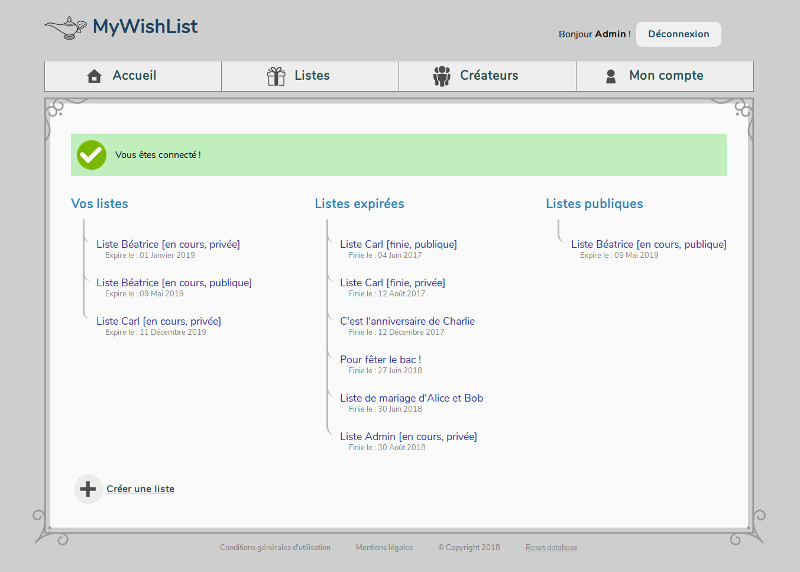 MyWishList
Bonjour Admin !
Déconnexion
Accueil
Listes
Créateurs
Mon compte
Vous êtes connecté !
Vos listes
Liste Béatrice [en cours, privée]
Expire le : 01 Janvier 2019
Liste Béatrice [en cours, publique]
Expire le : 09 Mai 2019
Liste Carl [en cours, privée]
Expire le : 11 Décembre 2019
Listes expirées
Liste Carl [finie, publique]
Finie le : 04 Juin 2017
Liste Carl [finie, privée]
Finie le : 12 Août 2017
C'est l'anniversaire de Charlie
Finie le : 12 Décembre 2017
Pour fêter le bac !
Finie le : 27 Juin 2018
Liste de mariage d'Alice et Bob
Finie le : 30 Juin 2018
Liste Admin [en cours, privée]
Finie le : 30 Août 2018
Listes publiques
Liste Béatrice [en cours, publique]
Expire le : 09 Mai 2019
Créer une liste
Conditions générales d'utilisation
Mentions légales
© Copyright 2018
Reset database